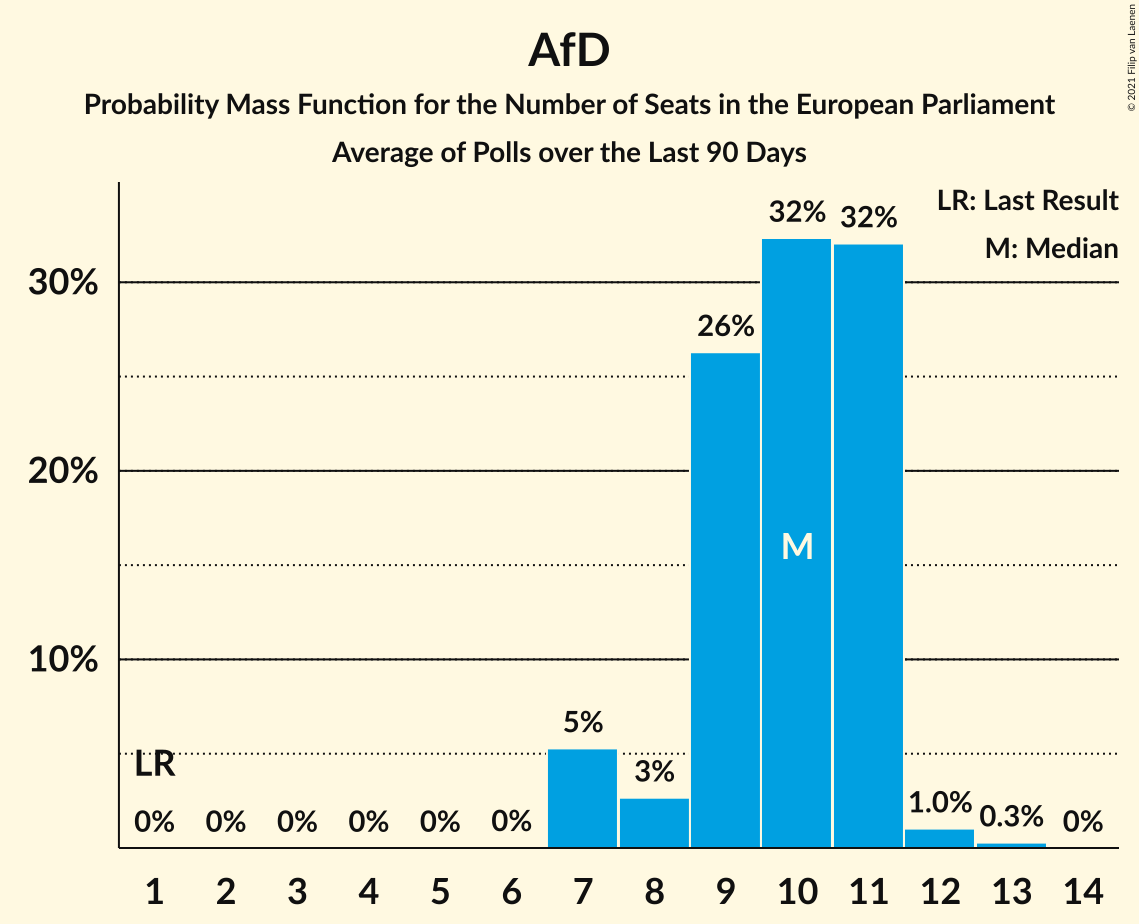 © 2021 Filip van Laenen
AfD
Probability Mass Function for the Number of Seats in the European Parliament
Average of Polls over the Last 90 Days
LR: Last Result
M: Median
32%
32%
30%
26%
20%
M
10%
5%
LR
3%
1.0%
0.3%
0%
0%
0%
0%
0%
0%
0%
1 2 3 4 5 6 7 8 9 10 11 12 13 14